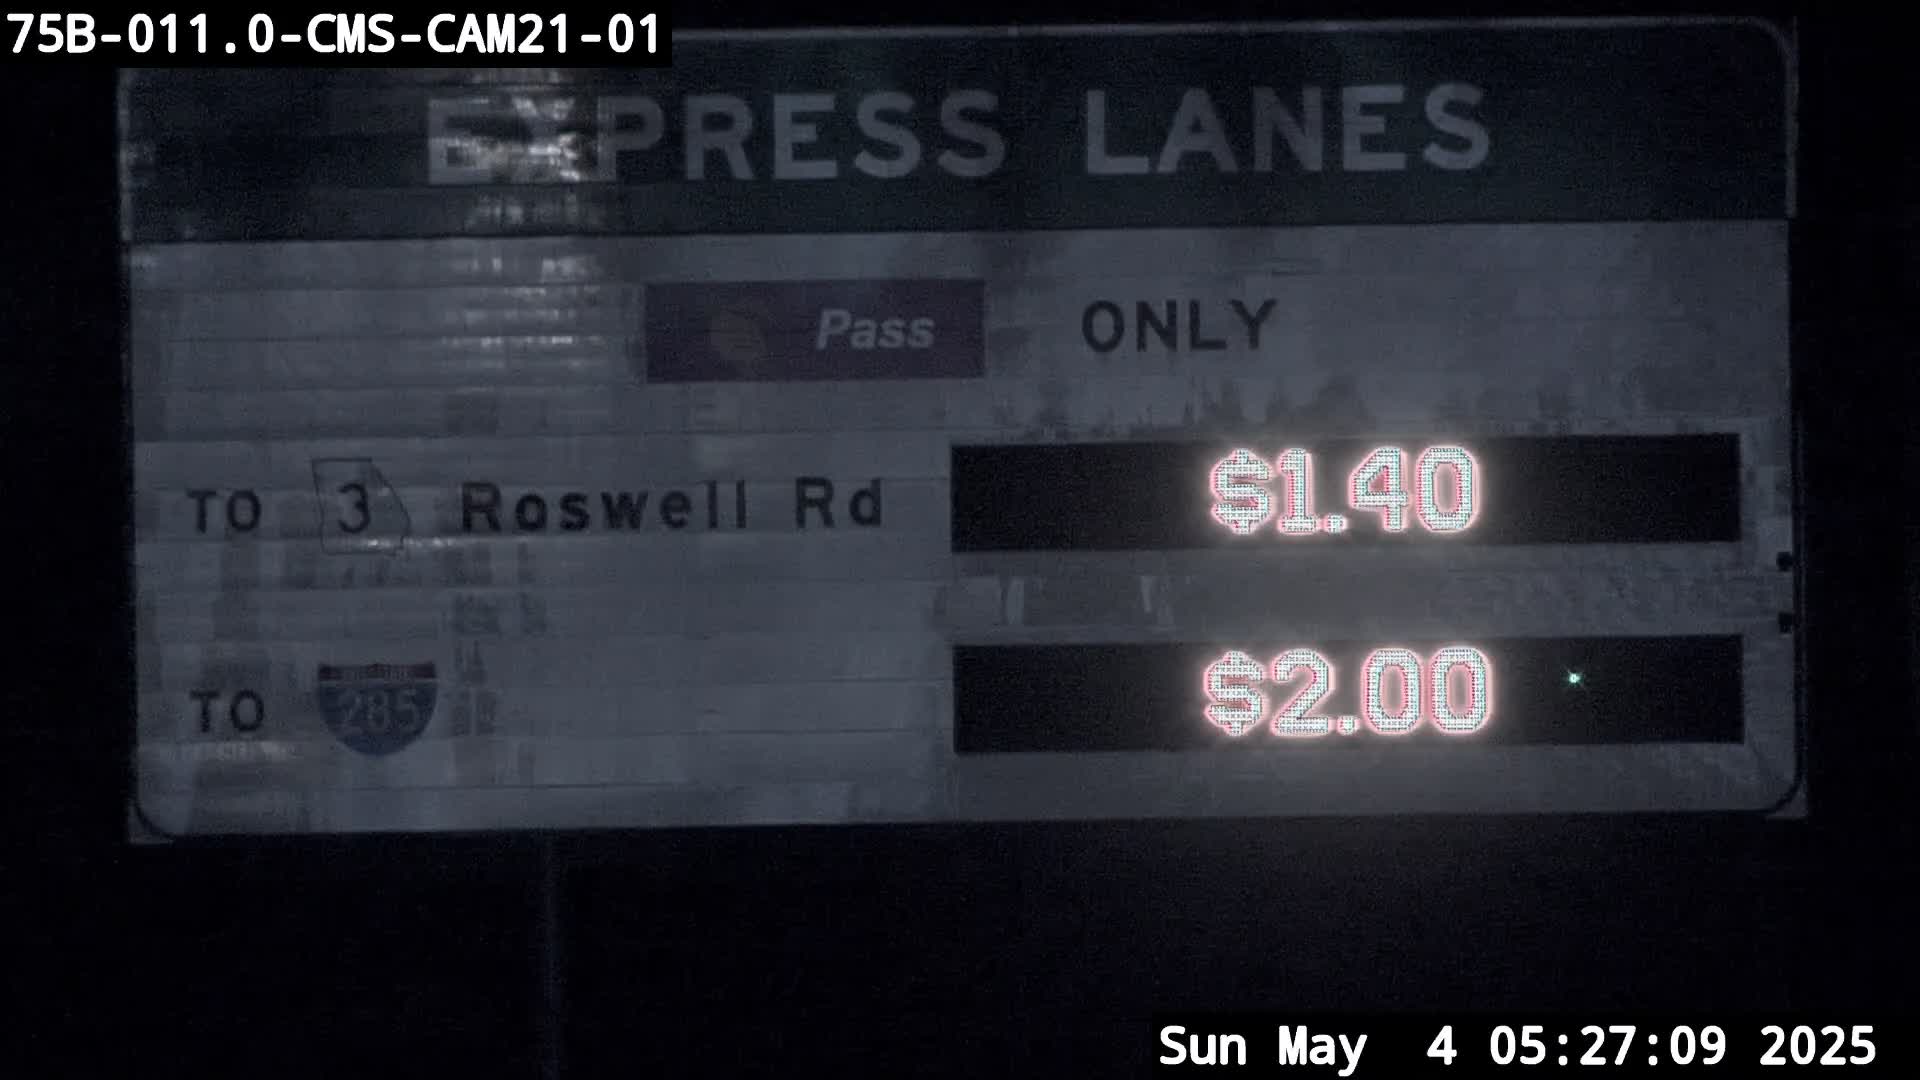 75B-011.0-CMS-CAM21-01
EXPRESS LANES
Pass ONLY
TO 3 Roswell Rd $1.40
TO 285 $2.00
Sun May 4 05:27:09 2025